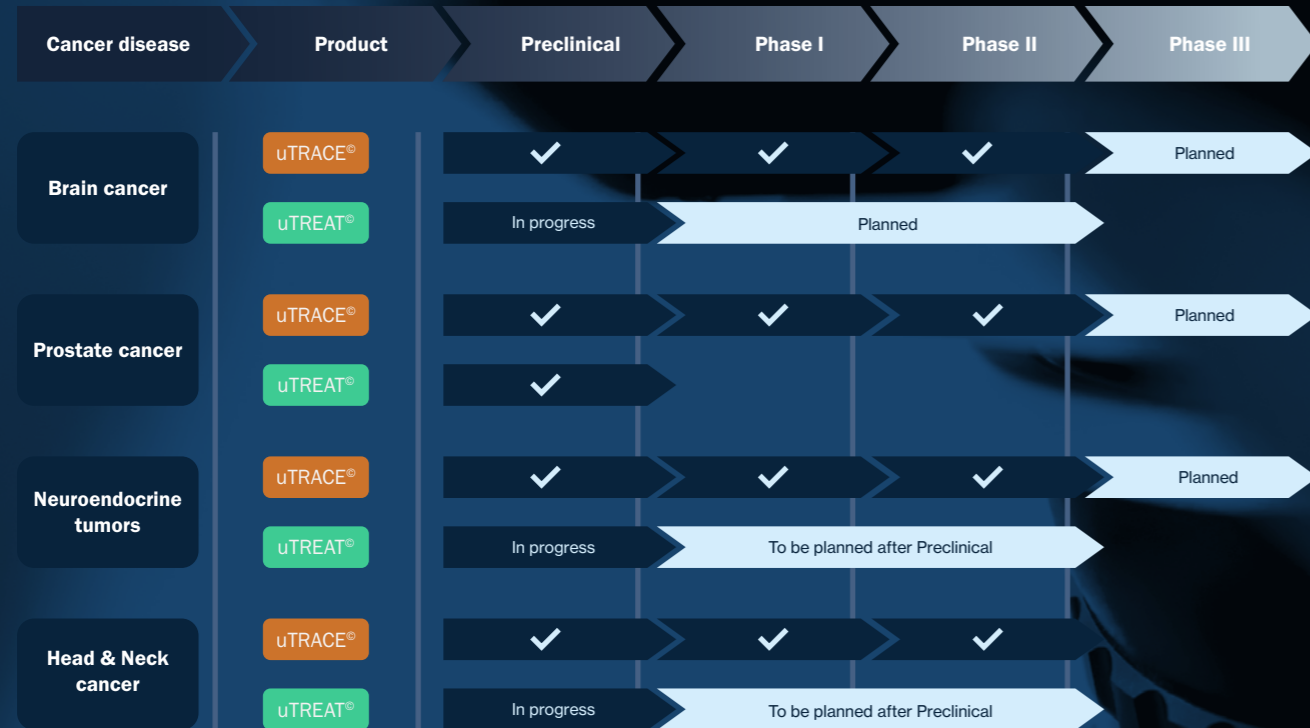 Cancer disease
Product
Preclinical
Phase I
Phase II
Phase III
Brain cancer
uTRACE©
Planned
uTREAT©
In progress
Planned
Prostate cancer
uTRACE©
Planned
uTREAT©
Neuroendocrine
tumors
uTRACE©
Planned
uTREAT©
In progress
To be planned after Preclinical
Head & Neck
cancer
uTRACE©
uTREAT©
In progress
To be planned after Preclinical